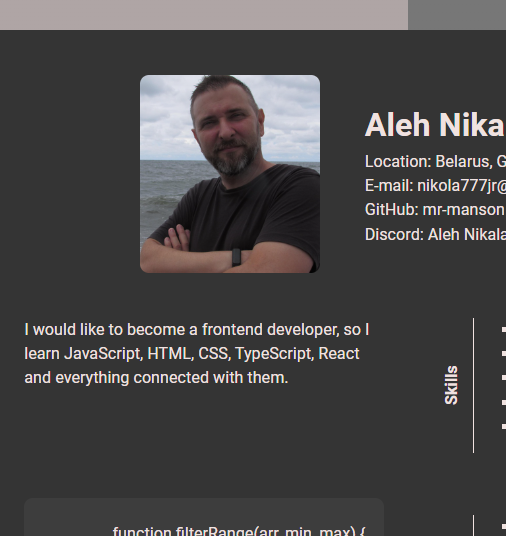 Aleh Nika
Location: Belarus, G
E-mail: nikola777jr@
GitHub: mr-manson
Discord: Aleh Nikala
I would like to become a frontend developer, so I
learn JavaScript, HTML, CSS, TypeScript, React
and everything connected with them.
Skills
function filterRange(arr, min, max) {